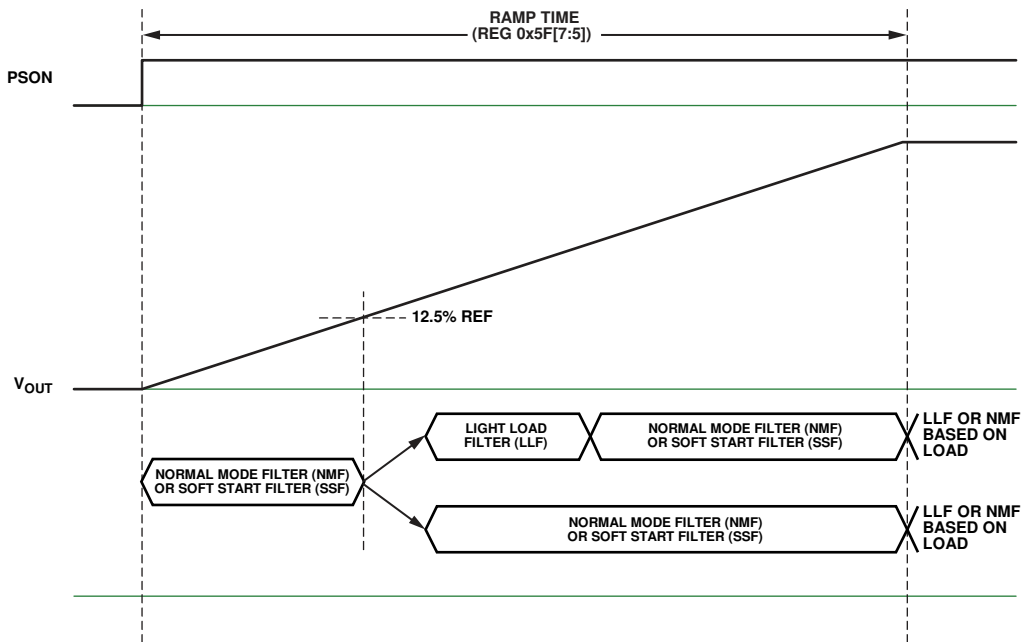 RAMP TIME
(REG 0x5F[7:5])
PSON
12.5% REF
VOUT
LIGHT LOAD
FILTER (LLF)
NORMAL MODE FILTER (NMF)
OR SOFT START FILTER (SSF)
LLF OR NMF
BASED ON
LOAD
NORMAL MODE FILTER (NMF)
OR SOFT START FILTER (SSF)
NORMAL MODE FILTER (NMF)
OR SOFT START FILTER (SSF)
LLF OR NMF
BASED ON
LOAD